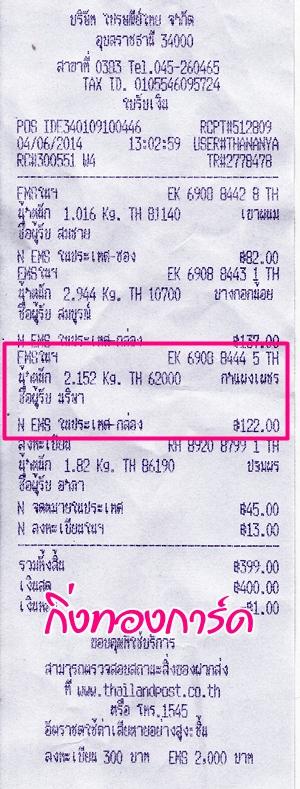 บริษัท ไปรษณีย์ไทย จำกัด
อุบตราชธานี 34000
สาขาที่ 0303 Tel.045-260465
TAX ID. 0105546095724
ใบรับเงิน
POS IDE340109100446 RCPT#512809
04/06/2014 13:02:59 USER#THANANYA
RC#300551 W4 TR#2778478
EMSในฯ EK 6908 8442 8 TH
น้ำหนัก 1.016 Kg. TH 81140 เขาพนม
ชื่อผู้รับ สมชาย
N EMS ในประเทศ-ซอง ฿82.00
EMSในฯ EK 6908 8443 1 TH
น้ำหนัก 2.944 Kg. TH 10700 บางกอกน้อย
ชื่อผู้รับ สมบูรณ์
N EMS ในประเทศ-กล่อง ฿137.00
EMSในฯ EK 6908 8444 5 TH
น้ำหนัก 2.152 Kg. TH 62000 กำแพงเพชร
ชื่อผู้รับ มริษา
N EMS ในประเทศ-กล่อง ฿122.00
ลงทะเบียน RH 8920 8799 1 TH
น้ำหนัก 1.82 Kg. TH 86190 ปะทิว
ชื่อผู้รับ
N จดหมายในประเทศ ฿45.00
N ลงทะเบียนในฯ ฿13.00
รวมทั้งสิ้น ฿399.00
เงินสด ฿400.00
-฿1.00
กิ่งทองการ์ด
ขอบคุณที่ใช้บริการ
สามารถตรวจสอบสถานะสิ่งของฝากส่ง
ที่ www.thailandpost.co.th
หรือ โทร.1545
อัตราชดใช้ค่าเสียหายอย่างสูงชิ้น
ลงทะเบียน 300 บาท EMS 2,000 บาท